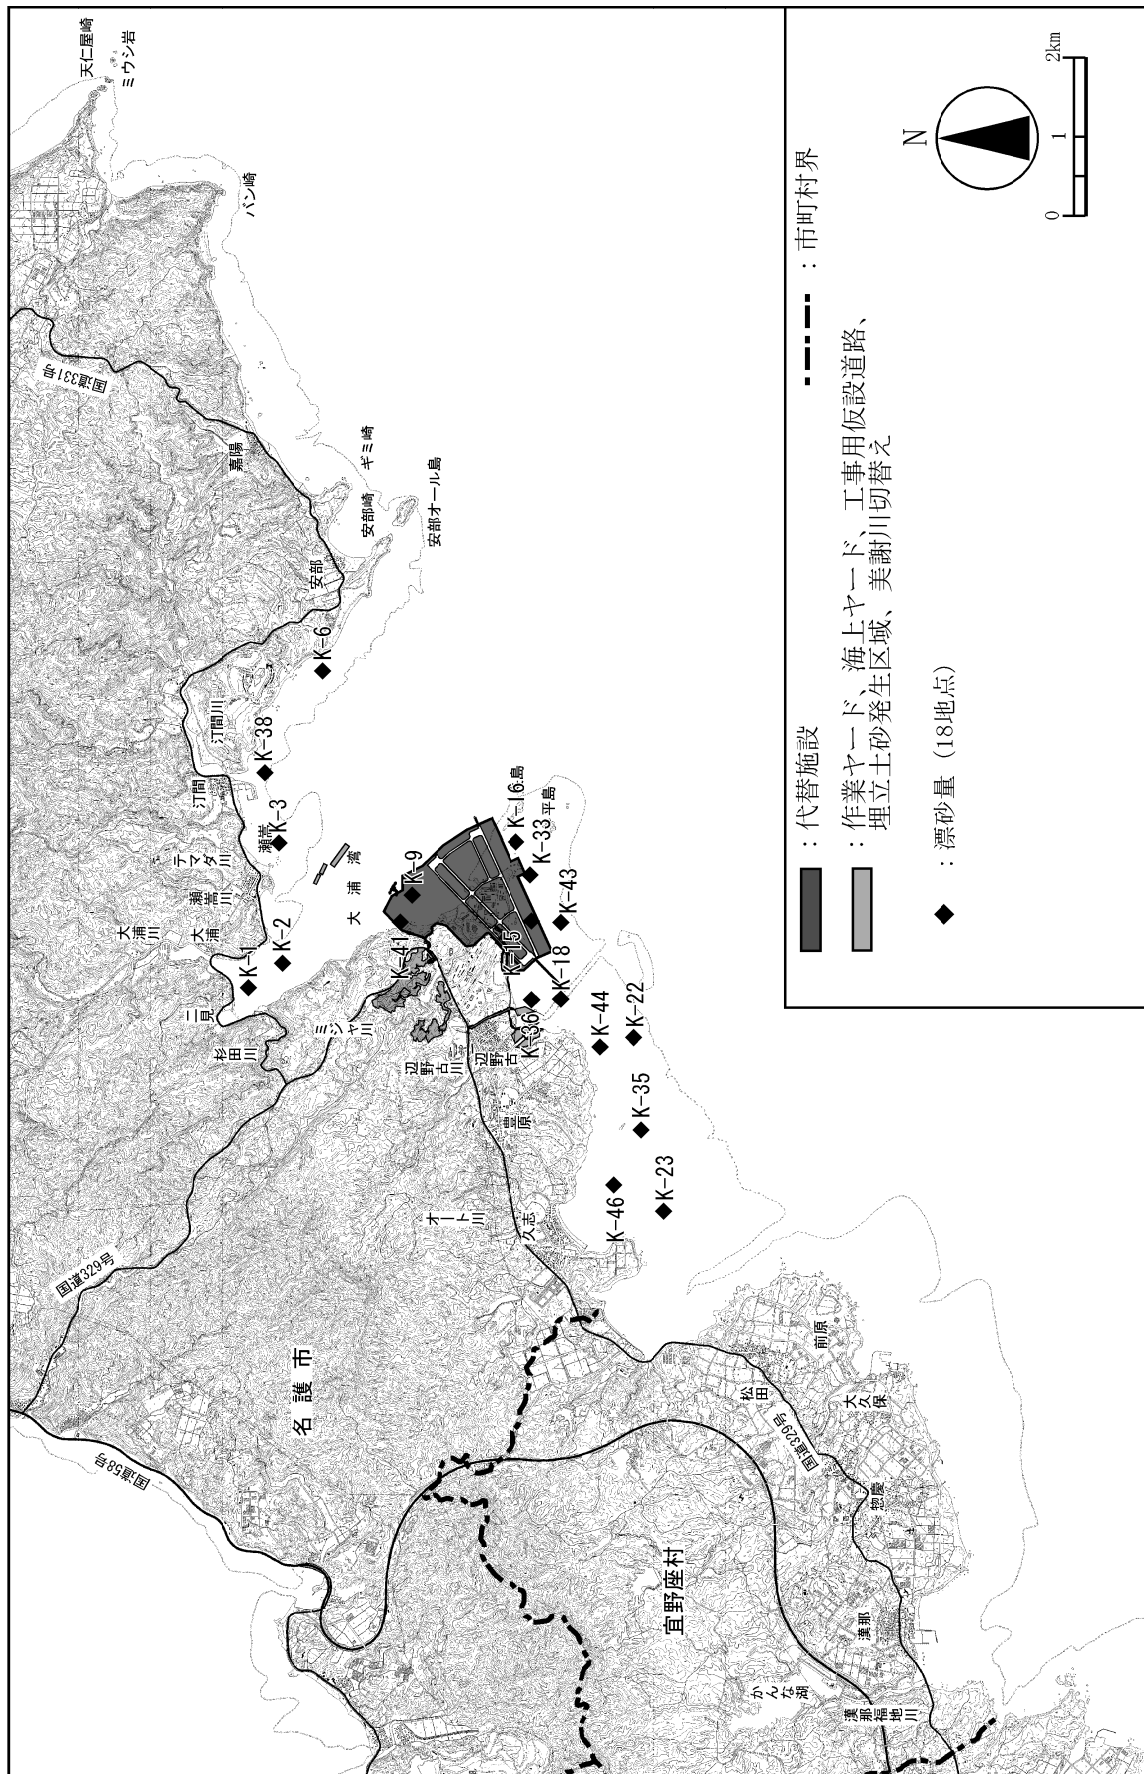 天仁屋崎
ミウシ岩
バン崎
国道331号
嘉陽
ギミ崎
安部崎
安部オール島
安部
K-6
汀間川
K-38
汀間
瀬嵩
K-3
テマダ川
瀬嵩川
大浦川
大浦
K-2
K-1
二見
杉田川
大浦湾
K-9
K-41
ミジャ川
K-16
平島
K-33
K-43
K-15
K-18
K-36
辺野古
辺野古川
K-44
K-22
豊原
K-35
K-46
K-23
オート川
久志
国道329号
名護市
国道58号
宜野座村
松田
前原
大久保
国道329号
惣慶
漢那
かんな湖
漢那福地川
：代替施設
：市町村界
：作業ヤード、海上ヤード、工事用仮設道路、
埋立土砂発生区域、美謝川切替え
：漂砂量（18地点）
N
0 1 2km